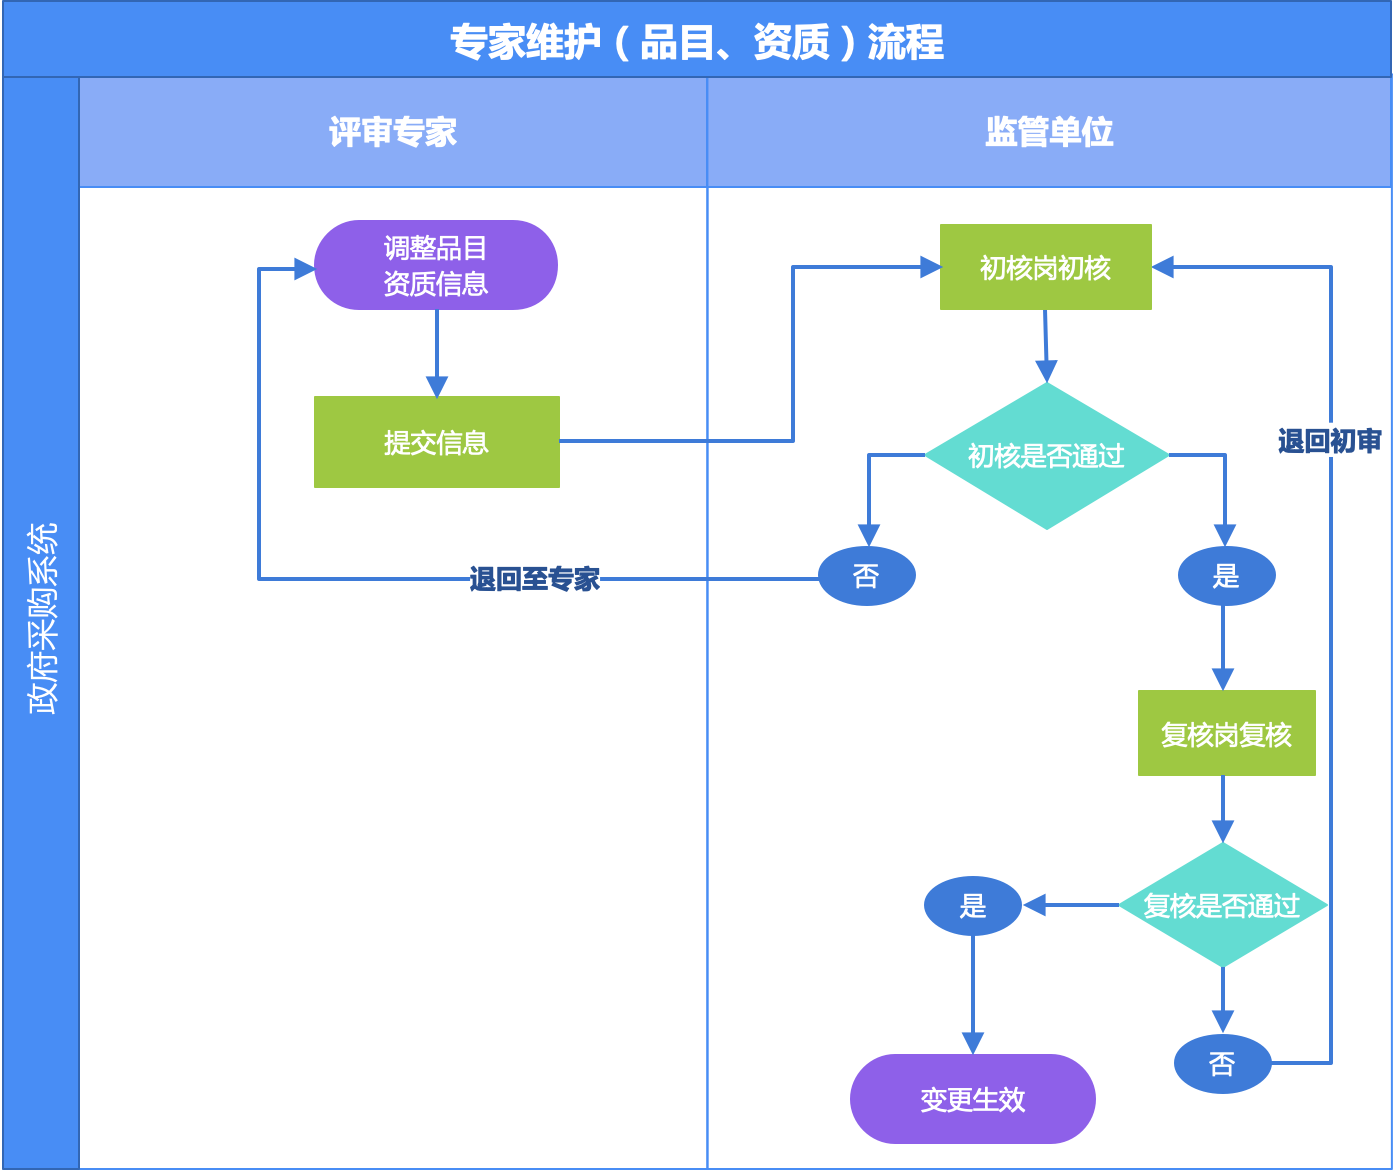 专家维护（品目、资质）流程
评审专家
监管单位
政府采购系统
调整品目
资质信息
提交信息
初核岗初核
初核是否通过
退回初审
否
是
退回至专家
复核岗复核
复核是否通过
是
否
变更生效